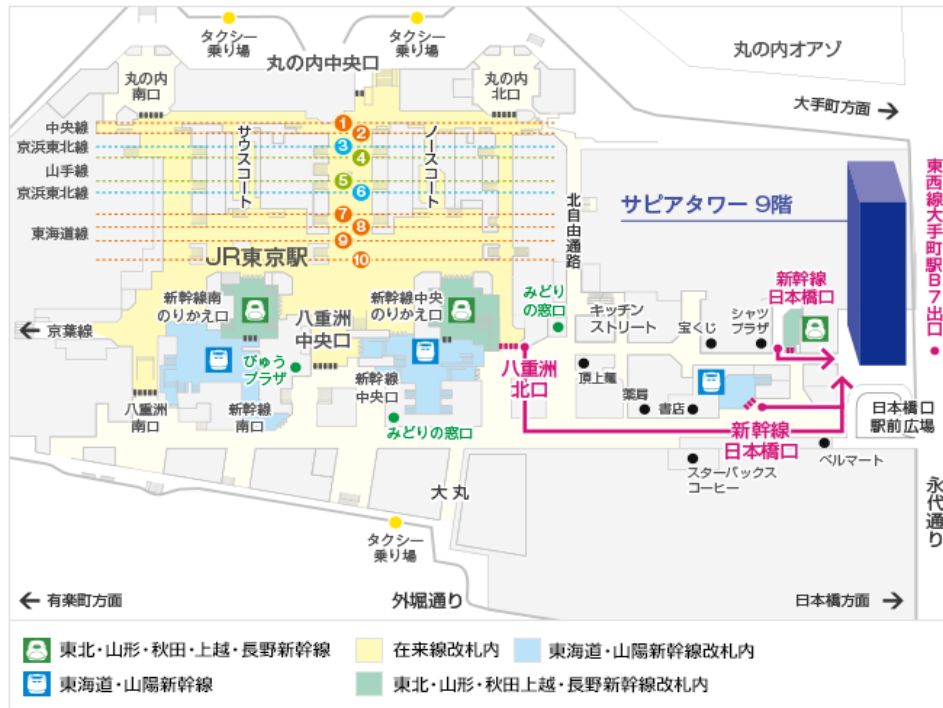 タクシー
乗り場
タクシー
乗り場
丸の内オアゾ
丸の内中央口
丸の内
南口
丸の内
北口
大手町方面
中央線
京浜東北線
山手線
京浜東北線
東海道線
1
2
3
4
5
6
7
8
9
10
サウスコート
ノースコート
北自由通路
サピアタワー 9階
東西線大手町駅B7出口
JR東京駅
新幹線南
のりかえ口
新幹線中央
のりかえ口
みどり
の窓口
キッチン
ストリート
宝くじ
シャツ
プラザ
新幹線
日本橋口
京葉線
八重洲
中央口
びゅう
プラザ
八重洲
北口
頂上麺
薬局
書店
新幹線
中央口
八重洲
南口
新幹線
南口
みどりの窓口
新幹線
日本橋口
日本橋口
駅前広場
ベルマート
スターバックス
コーヒー
大丸
永代通り
タクシー
乗り場
有楽町方面
外堀通り
日本橋方面
東北・山形・秋田・上越・長野新幹線
在来線改札内
東海道・山陽新幹線改札内
東海道・山陽新幹線
東北・山形・秋田上越・長野新幹線改札内